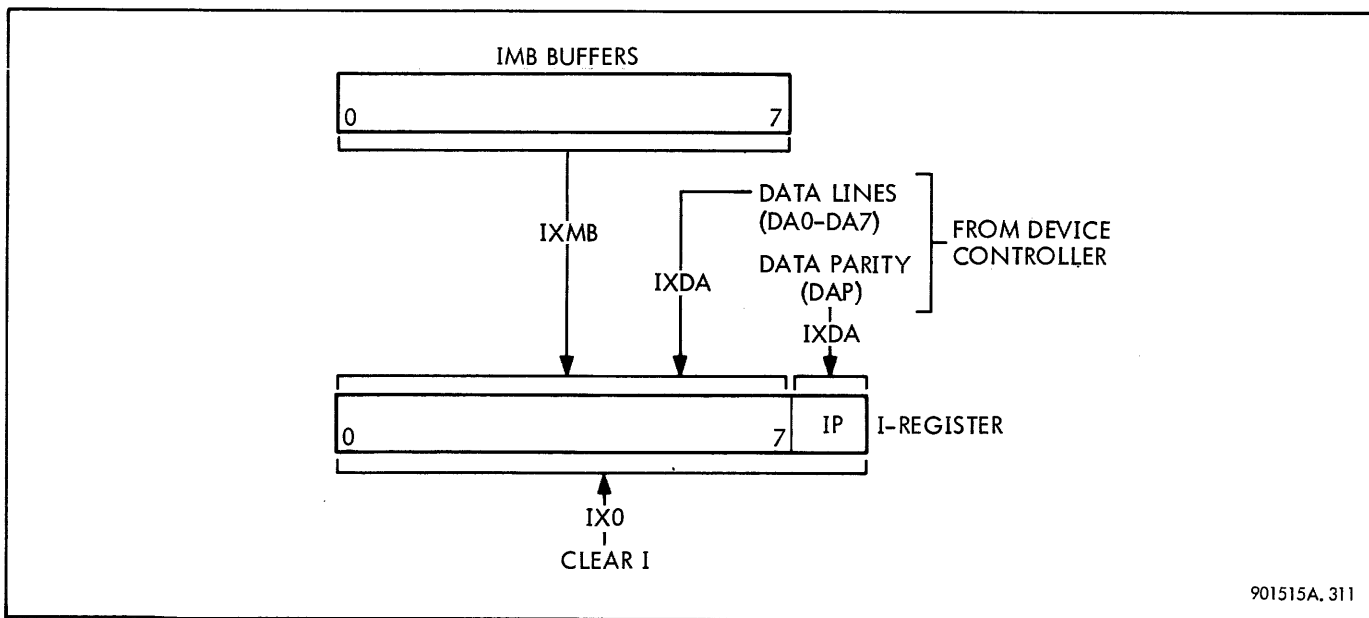 IMB BUFFERS
0 7
DATA LINES
(DA0-DA7)
FROM DEVICE
CONTROLLER
IXMB
DATA PARITY
(DAP)
IXDA
IXDA
0 7 IP I-REGISTER
IX0
CLEAR I
901515A. 311